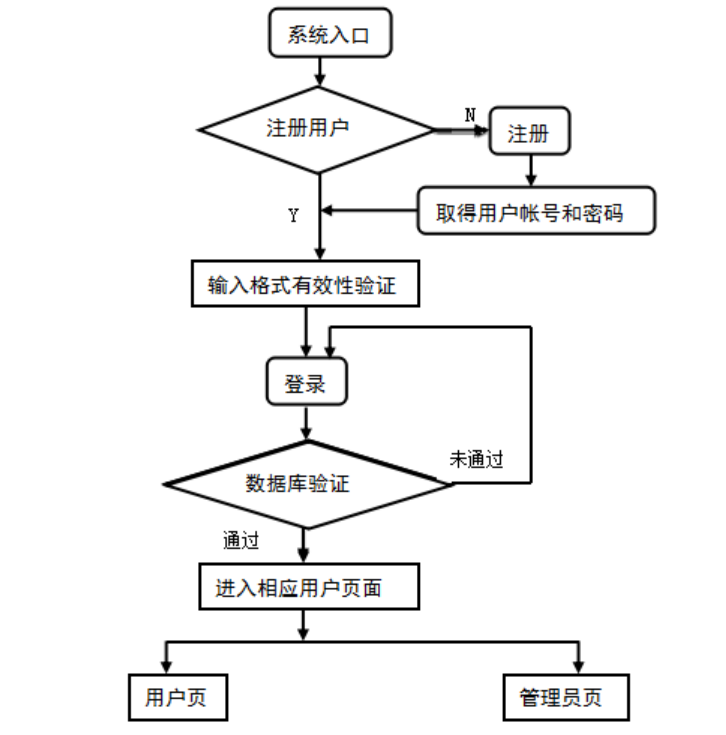 系统入口
注册用户
N
注册
Y
取得用户帐号和密码
输入格式有效性验证
登录
未通过
数据库验证
通过
进入相应用户页面
用户页
管理员页